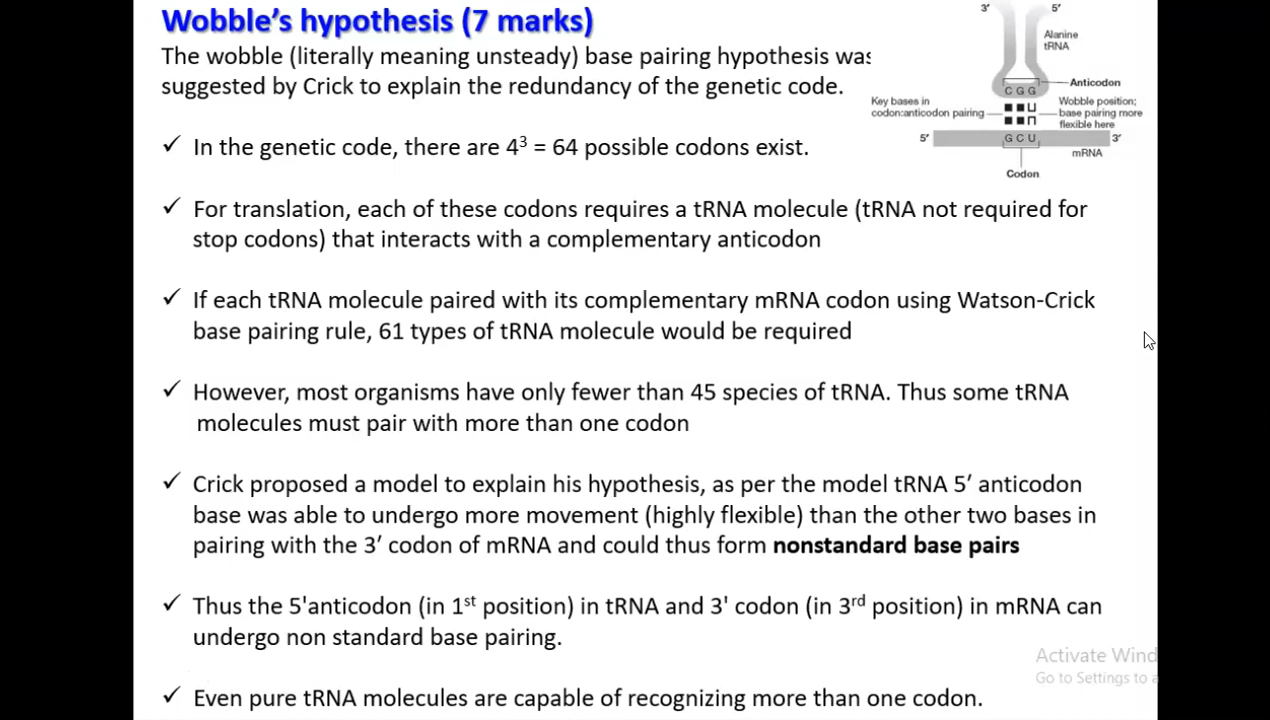 Wobble's hypothesis (7 marks)
The wobble (literally meaning unsteady) base pairing hypothesis was
suggested by Crick to explain the redundancy of the genetic code.
3′ 5′
Alanine
tRNA
Anticodon
C G G
Key bases in
codon:anticodon pairing
Wobble position;
base pairing more
flexible here
5′ G C U 3′
mRNA
Codon
✓ In the genetic code, there are 4³ = 64 possible codons exist.
✓ For translation, each of these codons requires a tRNA molecule (tRNA not required for
stop codons) that interacts with a complementary anticodon
✓ If each tRNA molecule paired with its complementary mRNA codon using Watson-Crick
base pairing rule, 61 types of tRNA molecule would be required
✓ However, most organisms have only fewer than 45 species of tRNA. Thus some tRNA
molecules must pair with more than one codon
✓ Crick proposed a model to explain his hypothesis, as per the model tRNA 5′ anticodon
base was able to undergo more movement (highly flexible) than the other two bases in
pairing with the 3′ codon of mRNA and could thus form nonstandard base pairs
✓ Thus the 5'anticodon (in 1st position) in tRNA and 3' codon (in 3rd position) in mRNA can
undergo non standard base pairing.
✓ Even pure tRNA molecules are capable of recognizing more than one codon.
Activate Wind
Go to Settings to a